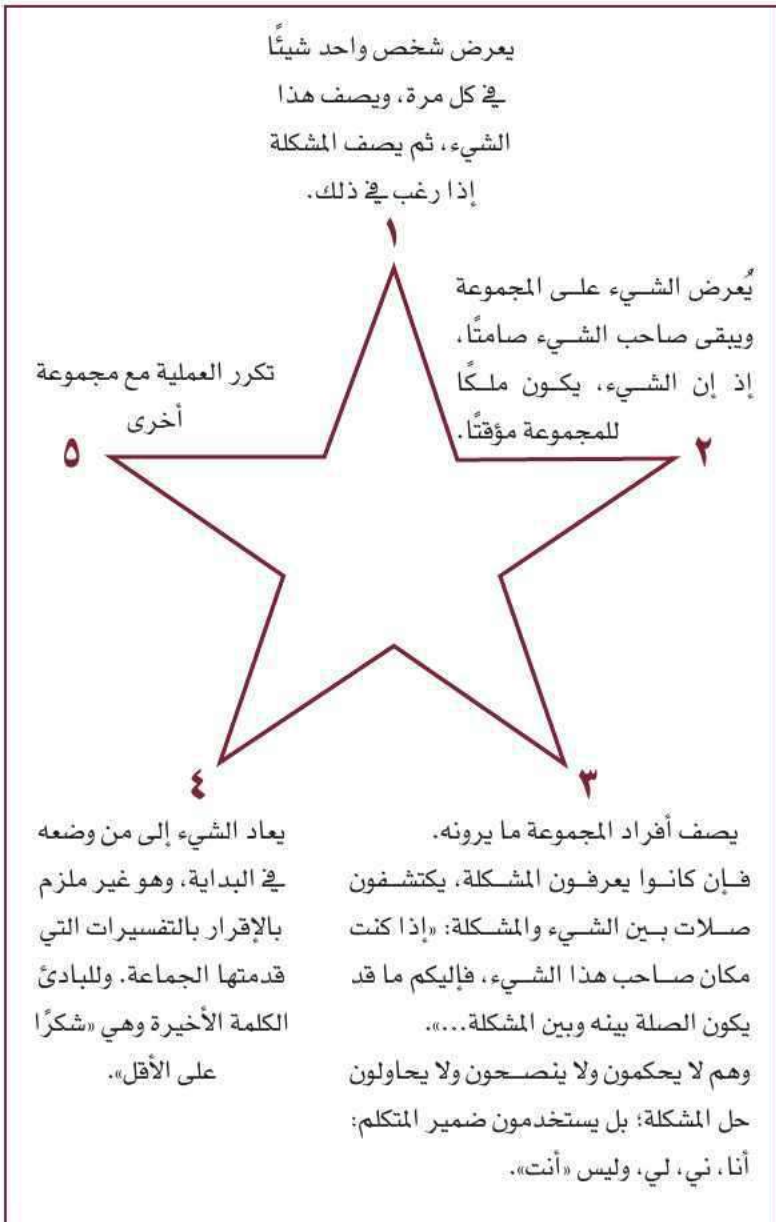 يعرض شخص واحد شيئًا
في كل مرة، ويصف هذا
الشيء، ثم يصف المشكلة
إذا رغب في ذلك.
١
يُعرض الشيء على المجموعة
ويبقى صاحب الشيء صامتًا،
إذ إن الشيء، يكون ملكًا
للمجموعة مؤقتًا.
٢
٣
يصف أفراد المجموعة ما يرونه.
فإن كانوا يعرفون المشكلة، يكتشفون
صلات بين الشيء والمشكلة: «إذا كنت
مكان صاحب هذا الشيء، فإليكم ما قد
يكون الصلة بينه وبين المشكلة...».
وهم لا يحكمون ولا ينصحون ولا يحاولون
حل المشكلة؛ بل يستخدمون ضمير المتكلم:
أنا، ني، لي، وليس «أنت».
٤
يعاد الشيء إلى من وضعه
في البداية، وهو غير ملزم
بالإقرار بالتفسيرات التي
قدمتها الجماعة. وللبادئ
الكلمة الأخيرة وهي «شكرًا
على الأقل».
تكرر العملية مع مجموعة
أخرى
٥